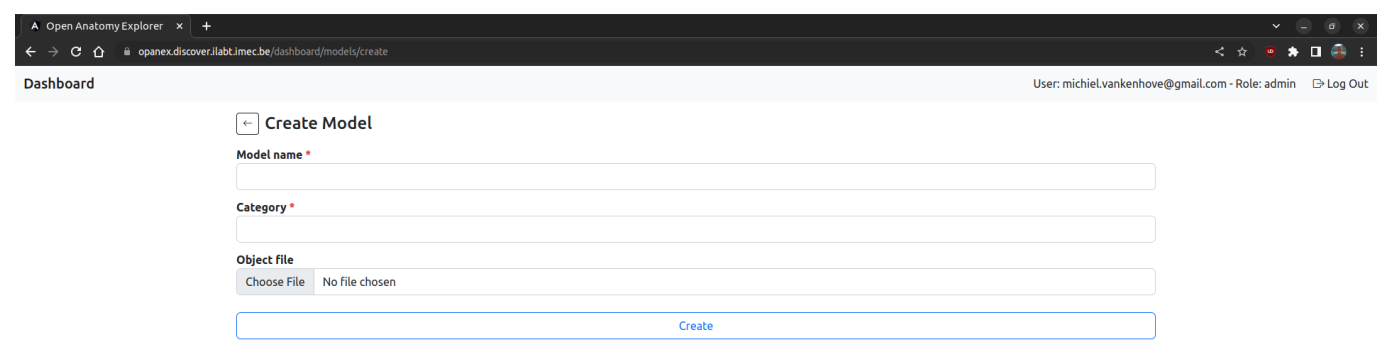 Open Anatomy Explorer
opanex.discover.ilabt.imec.be/dashboard/models/create
Dashboard
User: michiel.vankenhove@gmail.com - Role: admin
Log Out
Create Model
Model name *
Category *
Object file
Choose File No file chosen
Create